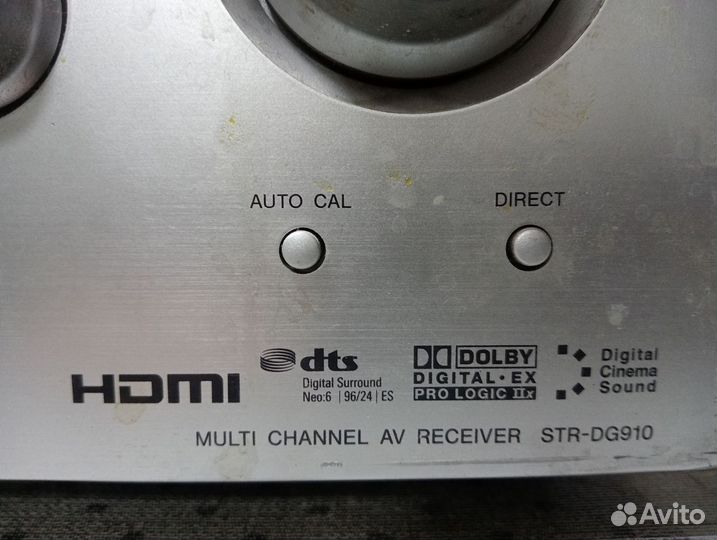 AUTO CAL
DIRECT
HDMI
dts
Digital Surround
Neo:6 | 96/24 | ES
DOLBY
DIGITAL·EX
PRO LOGIC IIx
Digital
Cinema
Sound
MULTI CHANNEL AV RECEIVER STR-DG910
Avito